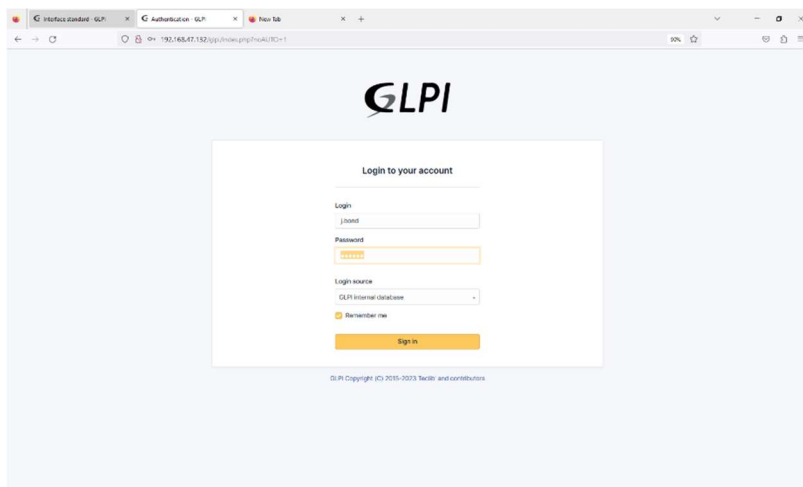 Interface standard - GLPI
Authentication - GLPI
New Tab
192.168.47.132/glpi/index.php?noAUTO=1
90%
GLPI
Login to your account
Login
j.bond
Password
Login source
GLPI internal database
Remember me
Sign in
GLPI Copyright (C) 2015-2023 Teclib' and contributors